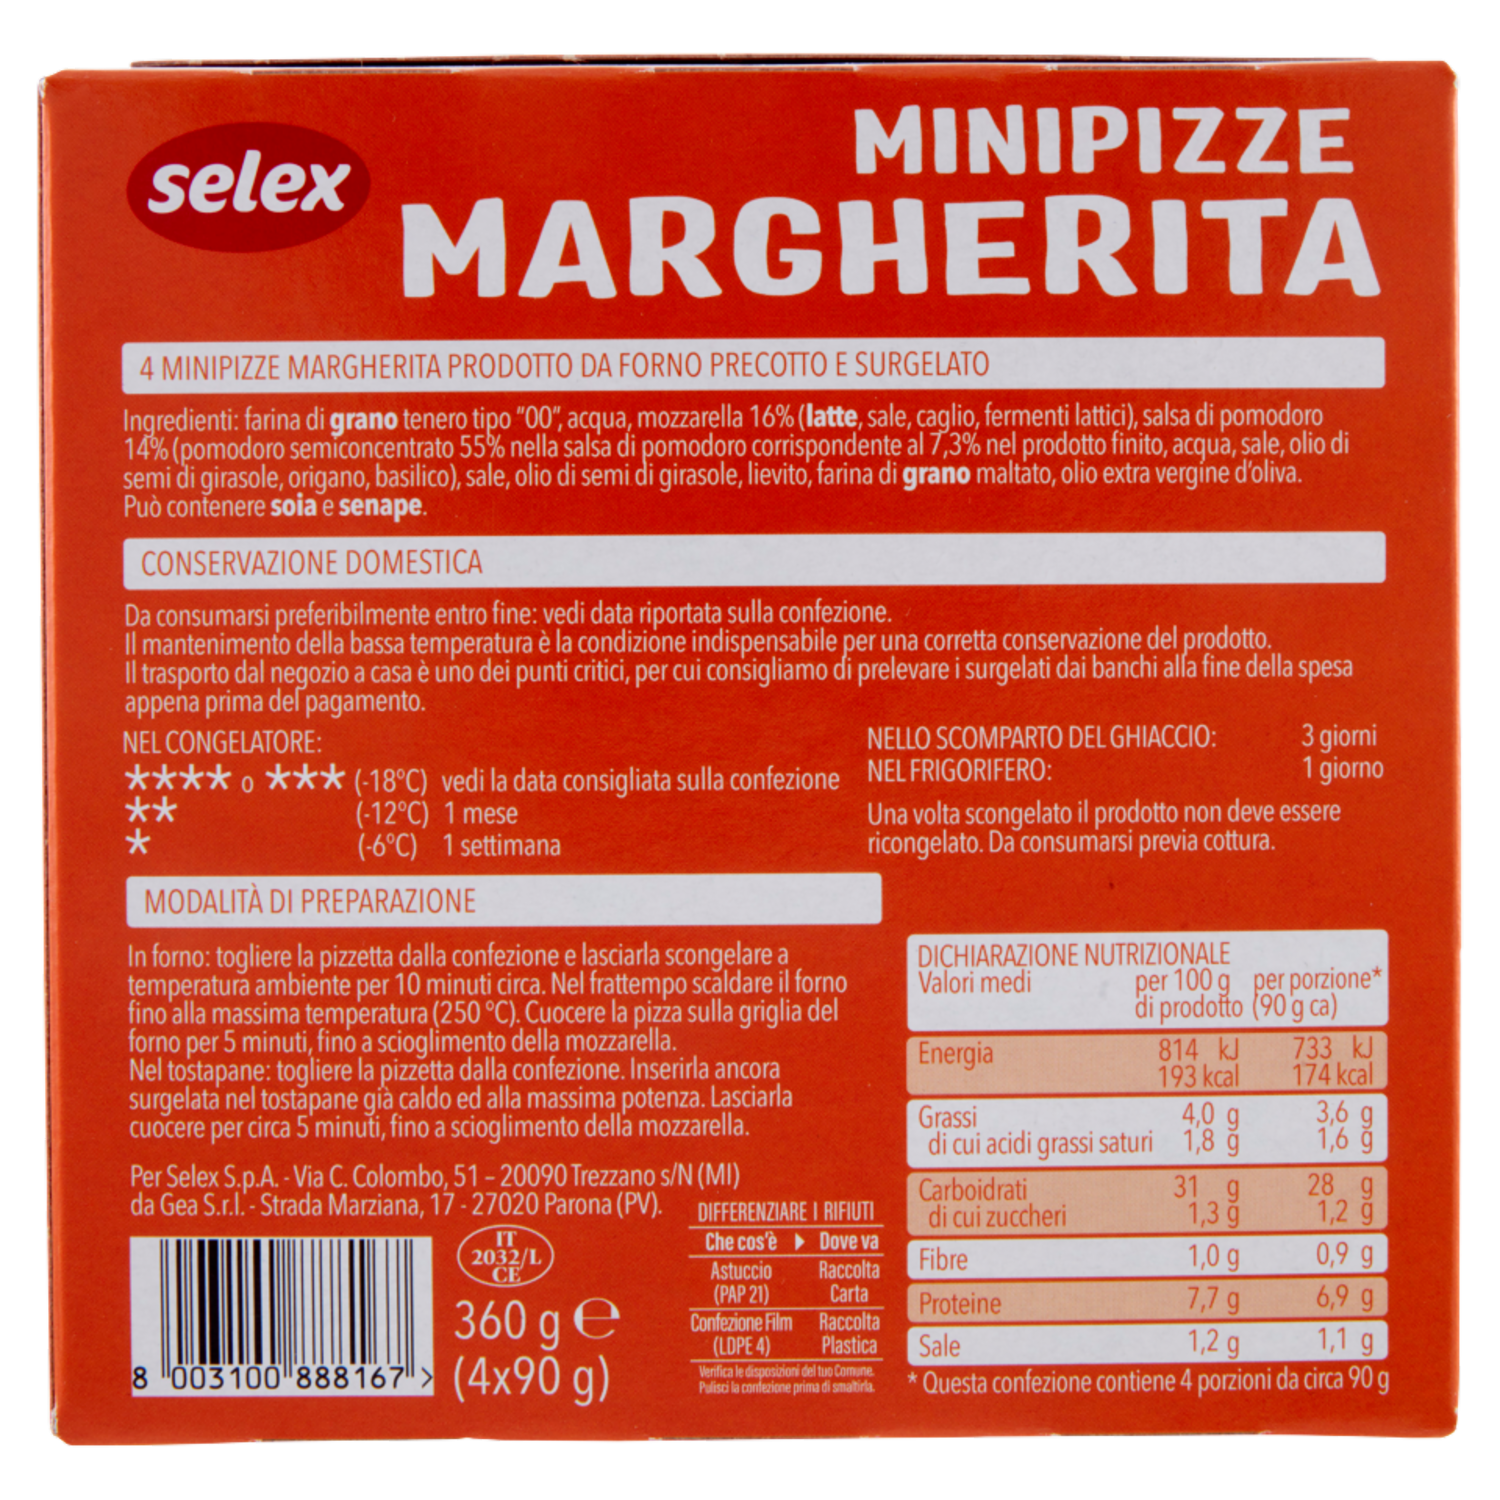 selex
MINIPIZZE
MARGHERITA
4 MINIPIZZE MARGHERITA PRODOTTO DA FORNO PRECOTTO E SURGELATO
Ingredienti: farina di grano tenero tipo "00", acqua, mozzarella 16% (latte, sale, caglio, fermenti lattici), salsa di pomodoro
14% (pomodoro semiconcentrato 55% nella salsa di pomodoro corrispondente al 7,3% nel prodotto finito, acqua, sale, olio di
semi di girasole, origano, basilico), sale, olio di semi di girasole, lievito, farina di grano maltato, olio extra vergine d'oliva.
Può contenere soia e senape.
CONSERVAZIONE DOMESTICA
Da consumarsi preferibilmente entro fine: vedi data riportata sulla confezione.
Il mantenimento della bassa temperatura è la condizione indispensabile per una corretta conservazione del prodotto.
Il trasporto dal negozio a casa è uno dei punti critici, per cui consigliamo di prelevare i surgelati dai banchi alla fine della spesa
appena prima del pagamento.
NEL CONGELATORE:
**** o *** (-18°C) vedi la data consigliata sulla confezione
** (-12°C) 1 mese
* (-6°C) 1 settimana
NELLO SCOMPARTO DEL GHIACCIO: 3 giorni
NEL FRIGORIFERO: 1 giorno
Una volta scongelato il prodotto non deve essere
ricongelato. Da consumarsi previa cottura.
MODALITÀ DI PREPARAZIONE
In forno: togliere la pizzetta dalla confezione e lasciarla scongelare a
temperatura ambiente per 10 minuti circa. Nel frattempo scaldare il forno
fino alla massima temperatura (250 °C). Cuocere la pizza sulla griglia del
forno per 5 minuti, fino a scioglimento della mozzarella.
Nel tostapane: togliere la pizzetta dalla confezione. Inserirla ancora
surgelata nel tostapane già caldo ed alla massima potenza. Lasciarla
cuocere per circa 5 minuti, fino a scioglimento della mozzarella.
Per Selex S.p.A. - Via C. Colombo, 51 – 20090 Trezzano s/N (MI)
da Gea S.r.l. - Strada Marziana, 17 - 27020 Parona (PV).
8 003100 888167 >
IT
2032/L
CE
360 g e
(4x90 g)
DIFFERENZIARE I RIFIUTI
Che cos'è ▶ Dove va
Astuccio Raccolta
(PAP 21) Carta
Confezione Film Raccolta
(LDPE 4) Plastica
Verifica le disposizioni del tuo Comune.
Pulisci la confezione prima di smaltirla.
DICHIARAZIONE NUTRIZIONALE
Valori medi per 100 g per porzione*
di prodotto (90 g ca)
Energia 814 kJ 733 kJ
193 kcal 174 kcal
Grassi 4,0 g 3,6 g
di cui acidi grassi saturi 1,8 g 1,6 g
Carboidrati 31 g 28 g
di cui zuccheri 1,3 g 1,2 g
Fibre 1,0 g 0,9 g
Proteine 7,7 g 6,9 g
Sale 1,2 g 1,1 g
* Questa confezione contiene 4 porzioni da circa 90 g